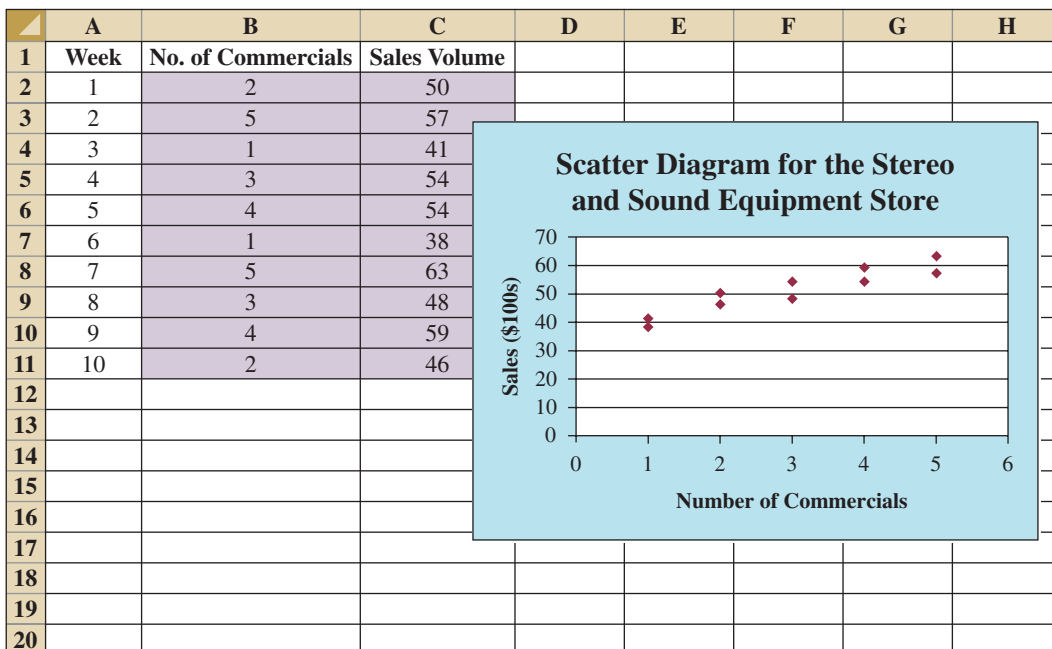 A B C D E F G H
1 Week No. of Commercials Sales Volume
2 1 2 50
3 2 5 57
4 3 1 41
5 4 3 54
6 5 4 54
7 6 1 38
8 7 5 63
9 8 3 48
10 9 4 59
11 10 2 46
12
13
14
15
16
17
18
19
20
Scatter Diagram for the Stereo
and Sound Equipment Store
Sales ($100s)
70
60
50
40
30
20
10
0
0 1 2 3 4 5 6
Number of Commercials